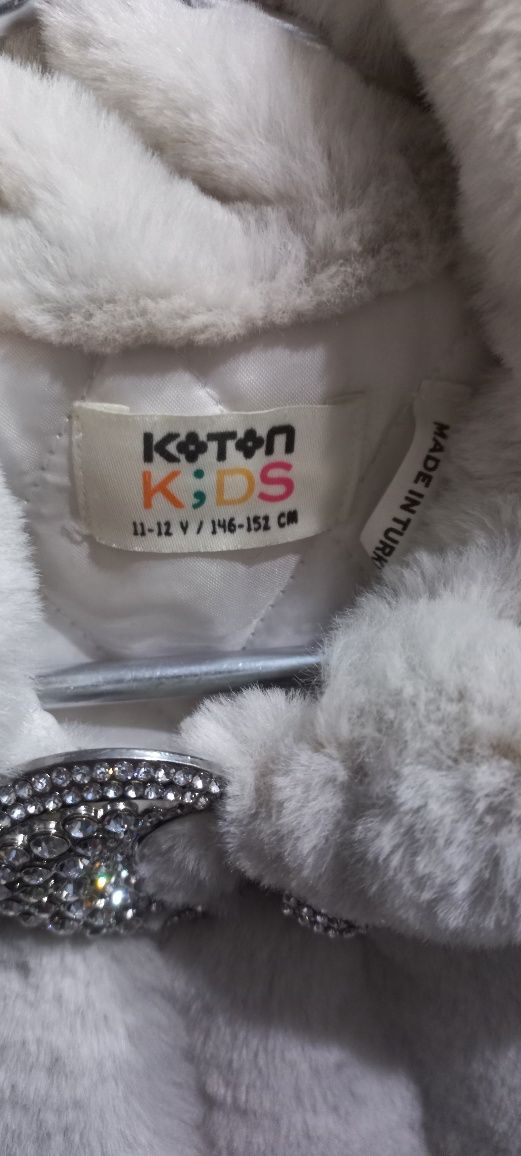 KOTON
K;DS
11-12 Y / 146-152 CM
MADE IN TURK